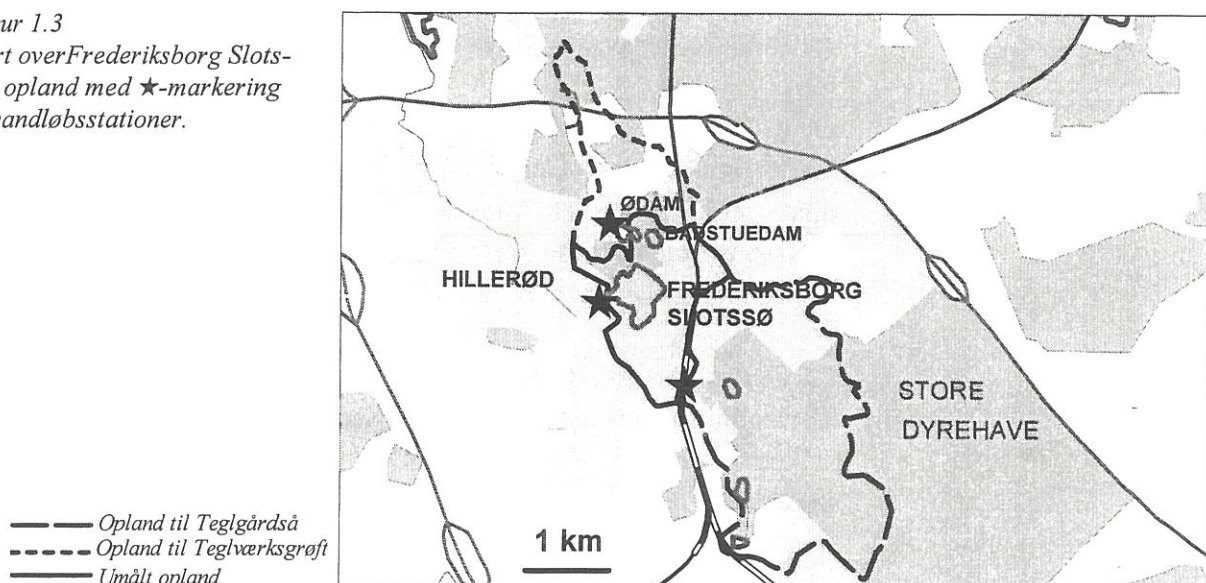 ur 1.3
rt overFrederiksborg Slots-
opland med ★-markering
andløbsstationer.
ØDAM
BADSTUEDAM
HILLERØD
FREDERIKSBORG
SLOTSSØ
STORE
DYREHAVE
1 km
Opland til Teglgårdså
Opland til Teglværksgrøft
Umålt opland